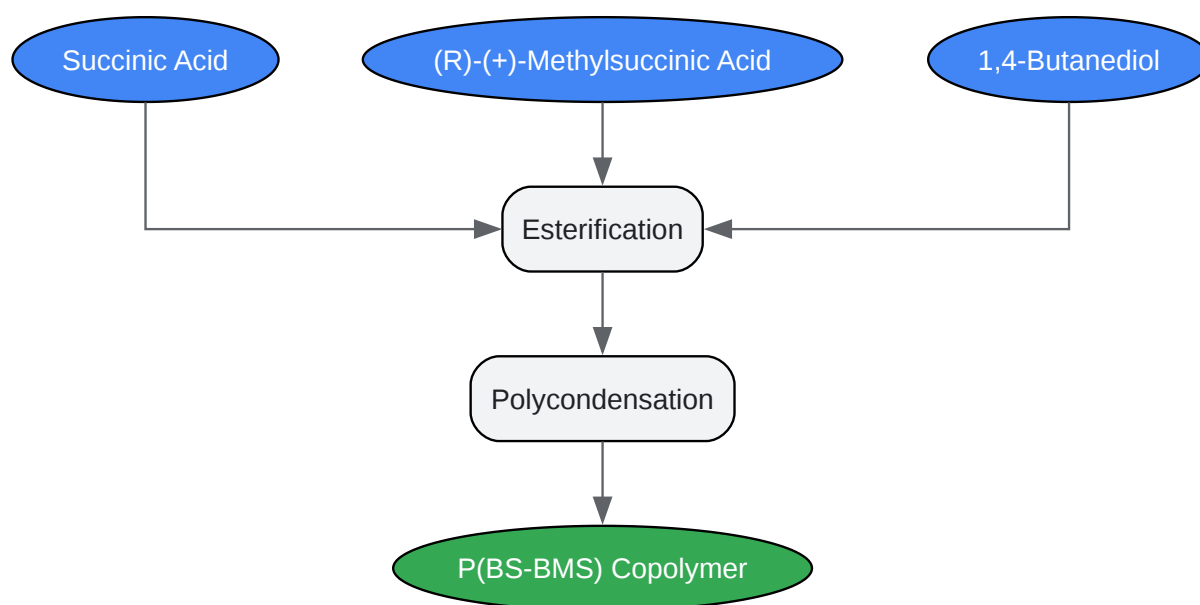 Succinic Acid
(R)-(+)-Methylsuccinic Acid
1,4-Butanediol
Esterification
Polycondensation
P(BS-BMS) Copolymer